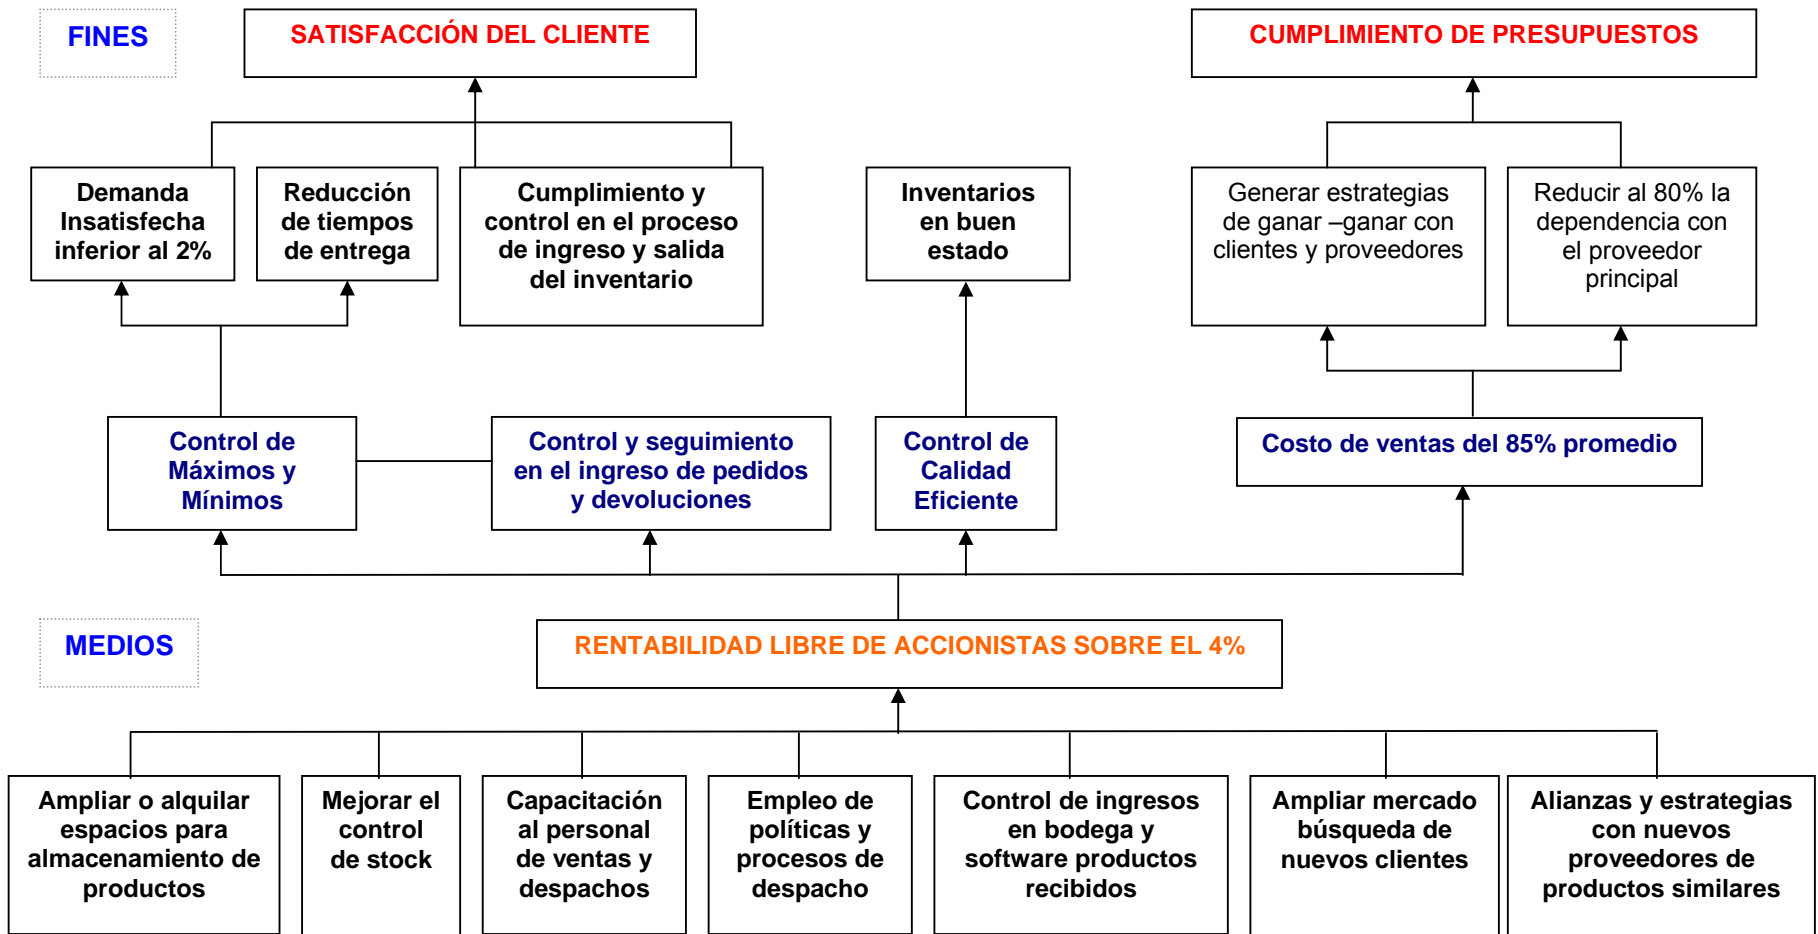 FINES
SATISFACCIÓN DEL CLIENTE
CUMPLIMIENTO DE PRESUPUESTOS
Demanda
Insatisfecha
inferior al 2%
Reducción
de tiempos
de entrega
Cumplimiento y
control en el proceso
de ingreso y salida
del inventario
Inventarios
en buen
estado
Generar estrategias
de ganar –ganar con
clientes y proveedores
Reducir al 80% la
dependencia con
el proveedor
principal
Control de
Máximos y
Mínimos
Control y seguimiento
en el ingreso de pedidos
y devoluciones
Control de
Calidad
Eficiente
Costo de ventas del 85% promedio
MEDIOS
RENTABILIDAD LIBRE DE ACCIONISTAS SOBRE EL 4%
Ampliar o alquilar
espacios para
almacenamiento de
productos
Mejorar el
control
de stock
Capacitación
al personal
de ventas y
despachos
Empleo de
políticas y
procesos de
despacho
Control de ingresos
en bodega y
software productos
recibidos
Ampliar mercado
búsqueda de
nuevos clientes
Alianzas y estrategias
con nuevos
proveedores de
productos similares